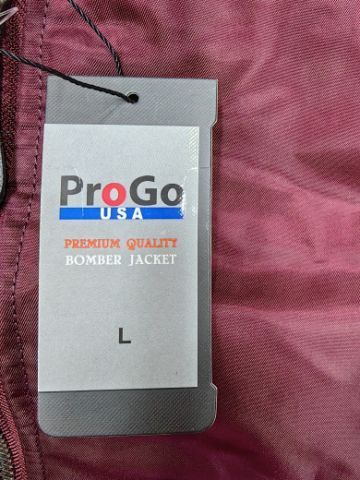 ProGo
USA
PREMIUM QUALITY
BOMBER JACKET
L